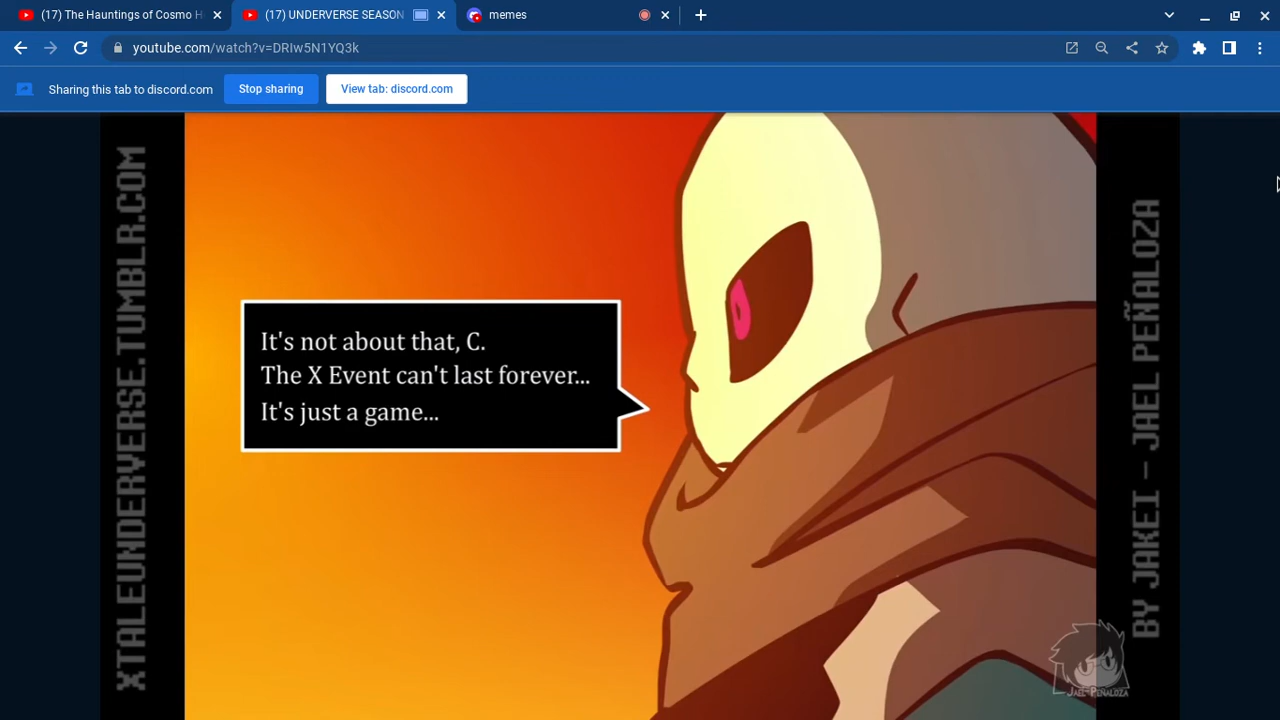 (17) The Hauntings of Cosmo H
(17) UNDERVERSE SEASON
memes
youtube.com/watch?v=DRIw5N1YQ3k
Sharing this tab to discord.com
Stop sharing
View tab: discord.com
XTALEUNDERVERSE.TUMBLR.COM
It's not about that, C.
The X Event can't last forever...
It's just a game...
BY JAKEI - JAEL PEÑALOZA
JAEL-PEÑALOZA